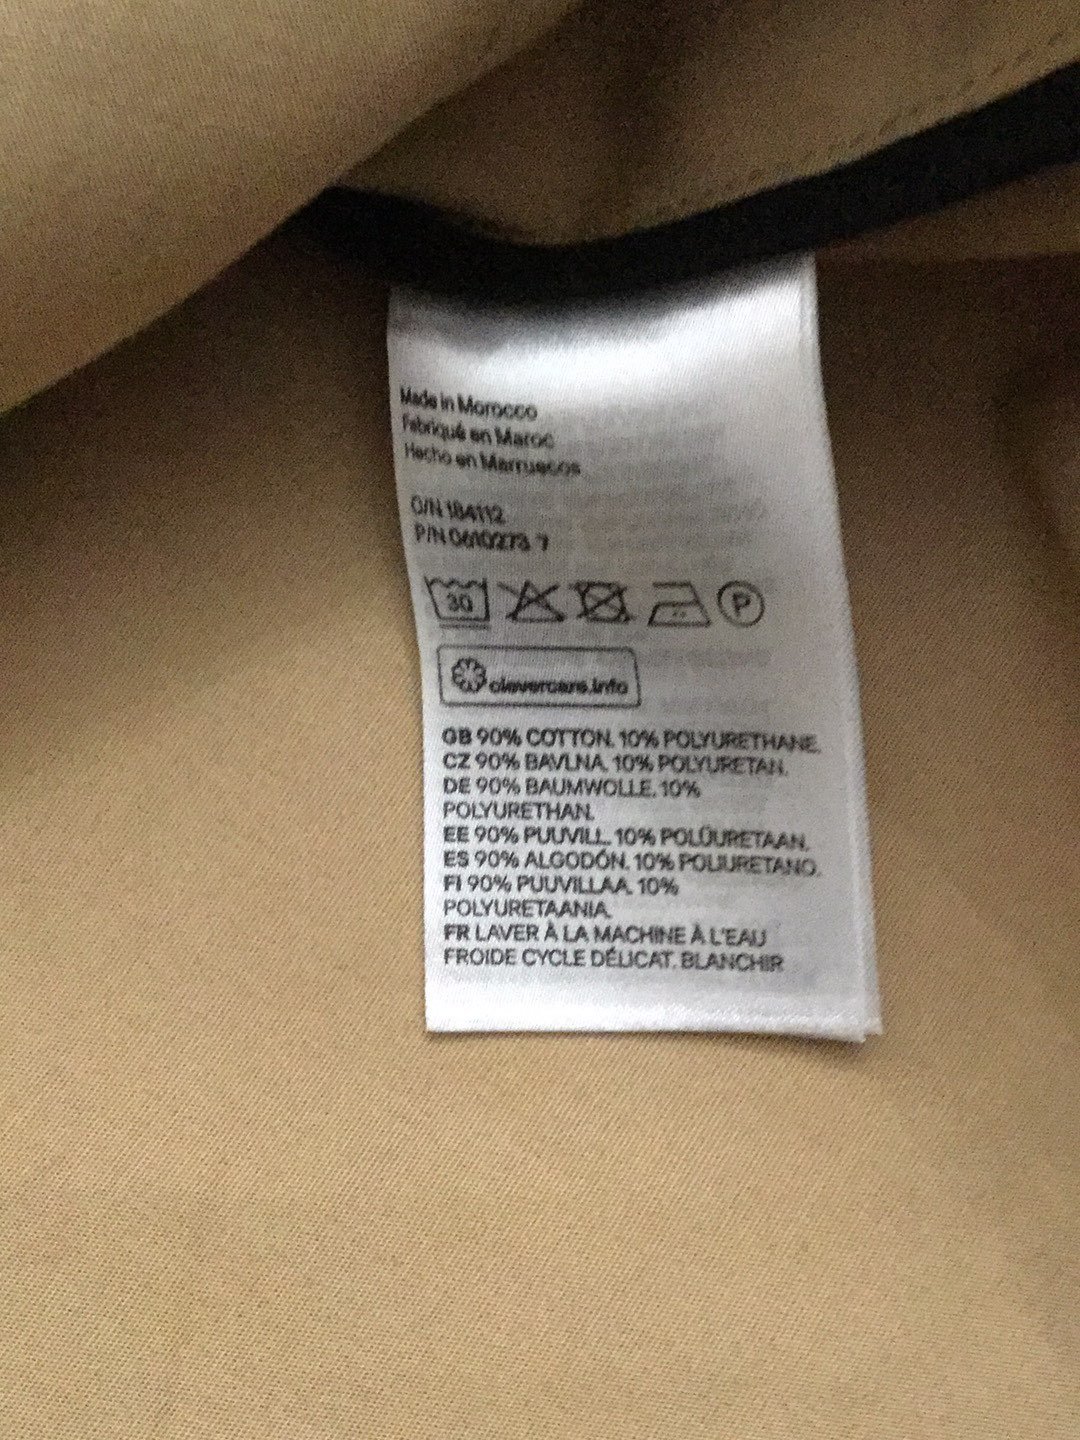 Made in Morocco
Fabriqué en Maroc
Hecho en Marruecos
O/N 184112
P/N 0610273 7
30
P
clevercare.info
GB 90% COTTON. 10% POLYURETHANE.
CZ 90% BAVLNA. 10% POLYURETAN.
DE 90% BAUMWOLLE. 10%
POLYURETHAN.
EE 90% PUUVILL. 10% POLÜURETAAN.
ES 90% ALGODÓN. 10% POLIURETANO.
FI 90% PUUVILLAA. 10%
POLYURETAANIA.
FR LAVER À LA MACHINE À L'EAU
FROIDE CYCLE DÉLICAT. BLANCHIR